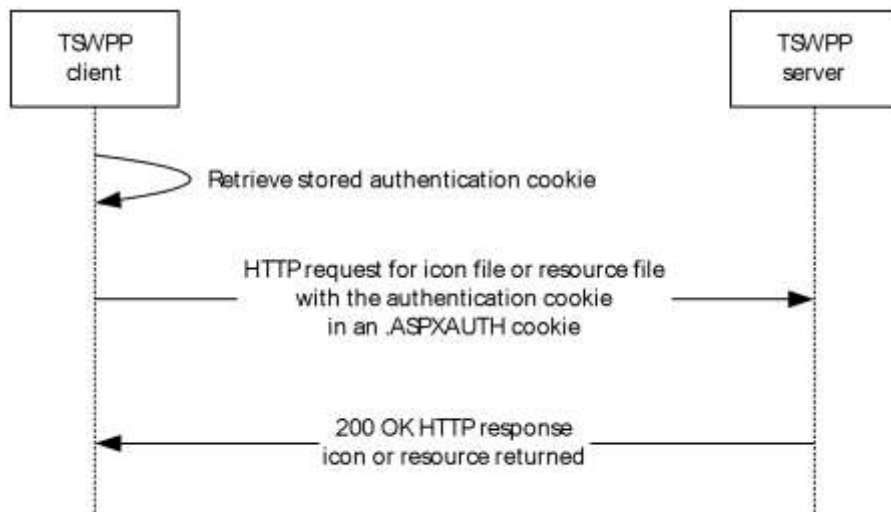 TSWPP
client
TSWPP
server
Retrieve stored authentication cookie
HTTP request for icon file or resource file
with the authentication cookie
in an .ASPXAUTH cookie
200 OK HTTP response
icon or resource returned